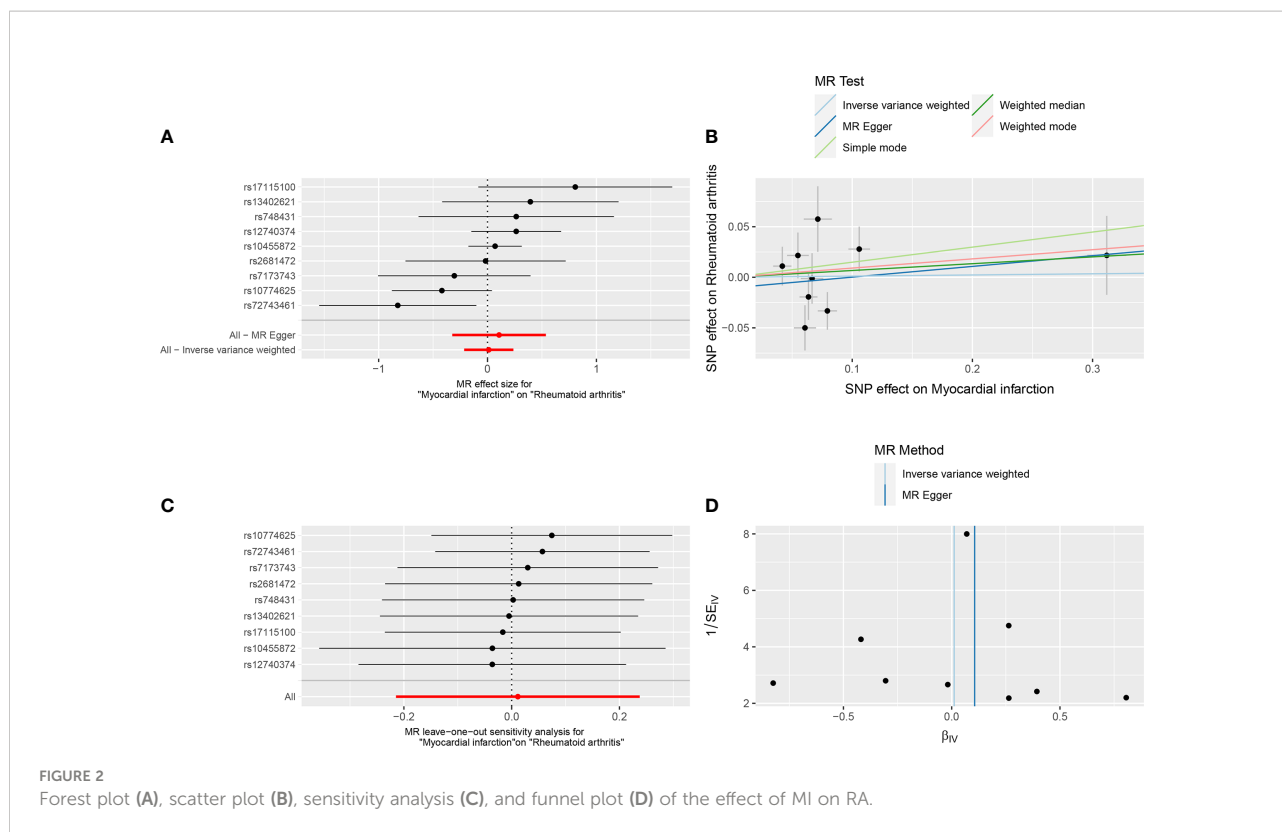 A
rs17115100
rs13402621
rs748431
rs12740374
rs10455872
rs2681472
rs7173743
rs10774625
rs72743461
All − MR Egger
All − Inverse variance weighted
−1
0
1
MR effect size for
"Myocardial infarction" on "Rheumatoid arthritis"
MR Test
Inverse variance weighted
MR Egger
Simple mode
Weighted median
Weighted mode
B
SNP effect on Rheumatoid arthritis
0.05
0.00
−0.05
0.1
0.2
0.3
SNP effect on Myocardial infarction
C
rs10774625
rs72743461
rs7173743
rs2681472
rs748431
rs13402621
rs17115100
rs10455872
rs12740374
All
−0.2
0.0
0.2
MR leave−one−out sensitivity analysis for
"Myocardial infarction"on "Rheumatoid arthritis"
MR Method
Inverse variance weighted
MR Egger
D
1/SE_IV
8
6
4
2
−0.5
0.0
0.5
β_IV
FIGURE 2
Forest plot (A), scatter plot (B), sensitivity analysis (C), and funnel plot (D) of the effect of MI on RA.